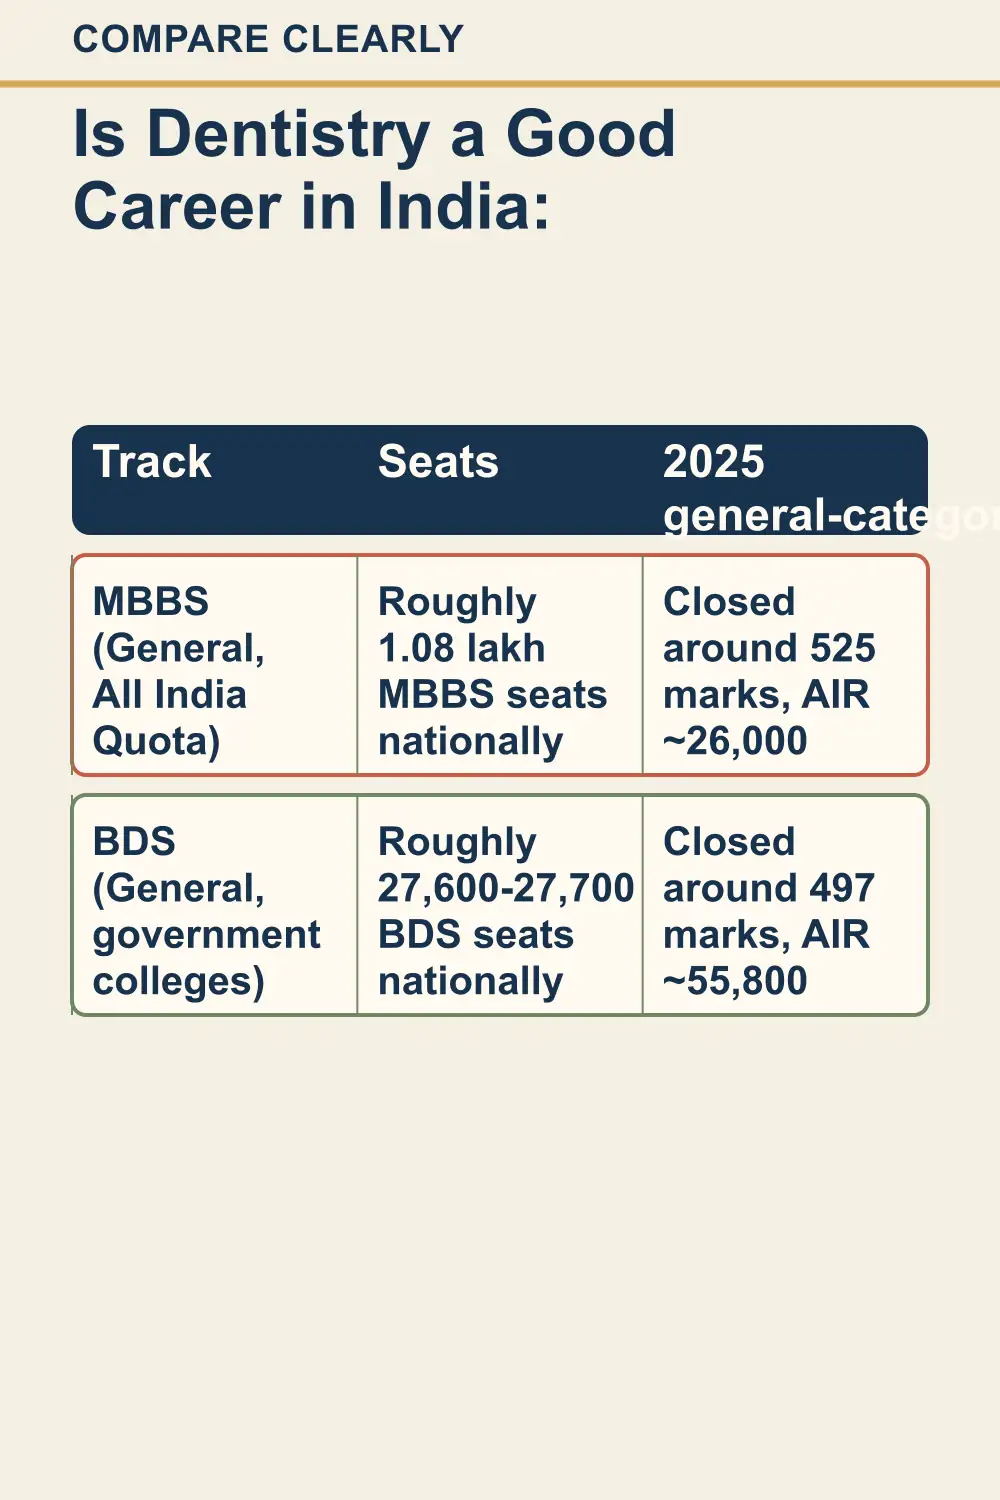 COMPARE CLEARLY
Is Dentistry a Good
Career in India:
Track
Seats
2025
MBBS
(General,
All India
Quota)
Roughly
1.08 lakh
MBBS seats
nationally
Closed
around 525
marks, AIR
~26,000
BDS
(General,
government
colleges)
Roughly
27,600-27,700
BDS seats
nationally
Closed
around 497
marks, AIR
~55,800